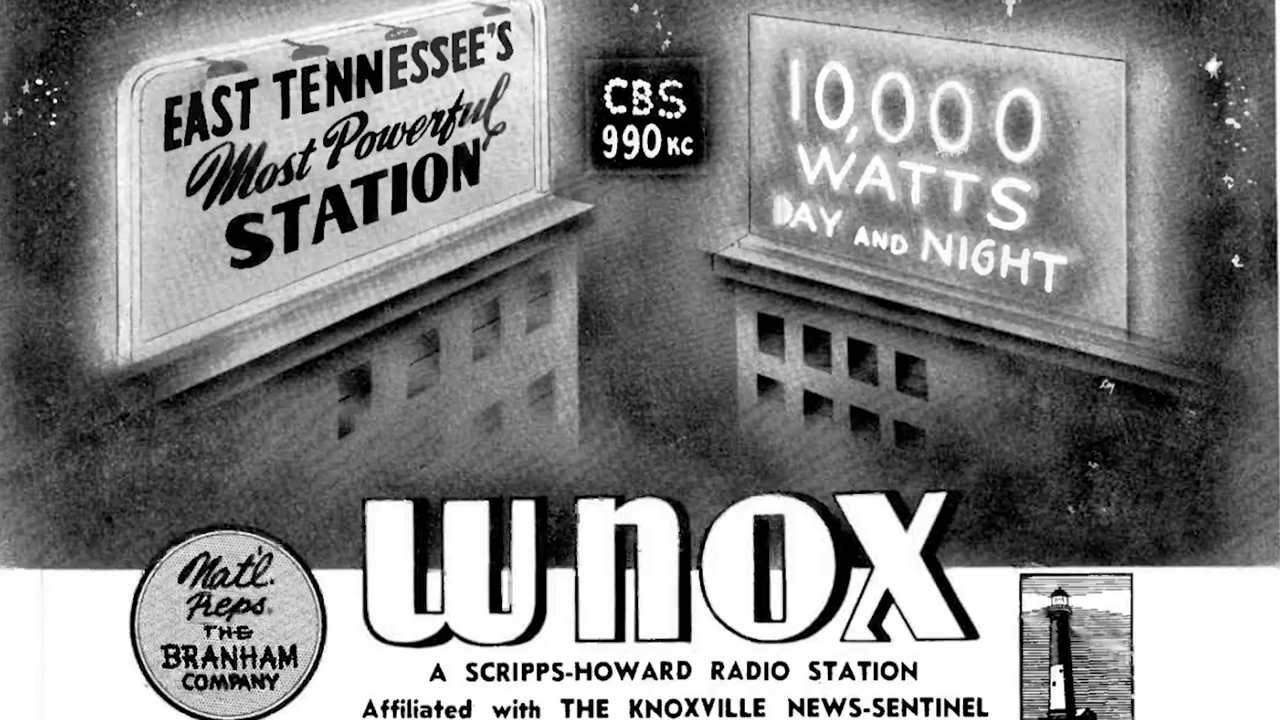 EAST TENNESSEE'S
Most Powerful
STATION
CBS
990 KC
10,000
WATTS
DAY AND NIGHT
wnox
Nat'l.
Reps.
THE
BRANHAM
COMPANY
A SCRIPPS-HOWARD RADIO STATION
Affiliated with THE KNOXVILLE NEWS-SENTINEL